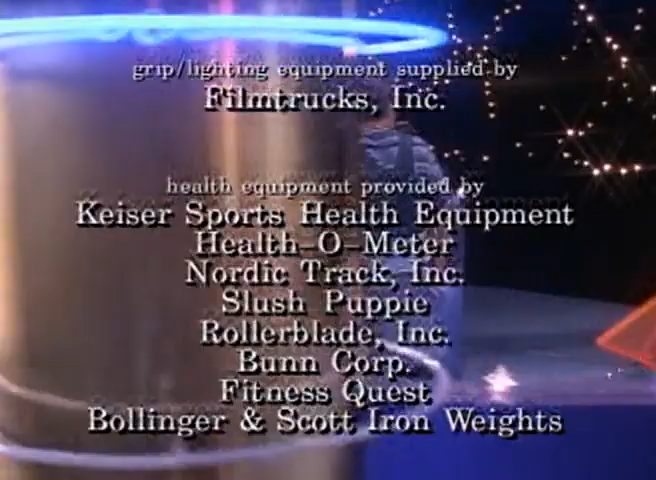 grip/lighting equipment supplied by
Filmtrucks, Inc.
health equipment provided by
Keiser Sports Health Equipment
Health-O-Meter
Nordic Track, Inc.
Slush Puppie
Rollerblade, Inc.
Bunn Corp.
Fitness Quest
Bollinger & Scott Iron Weights